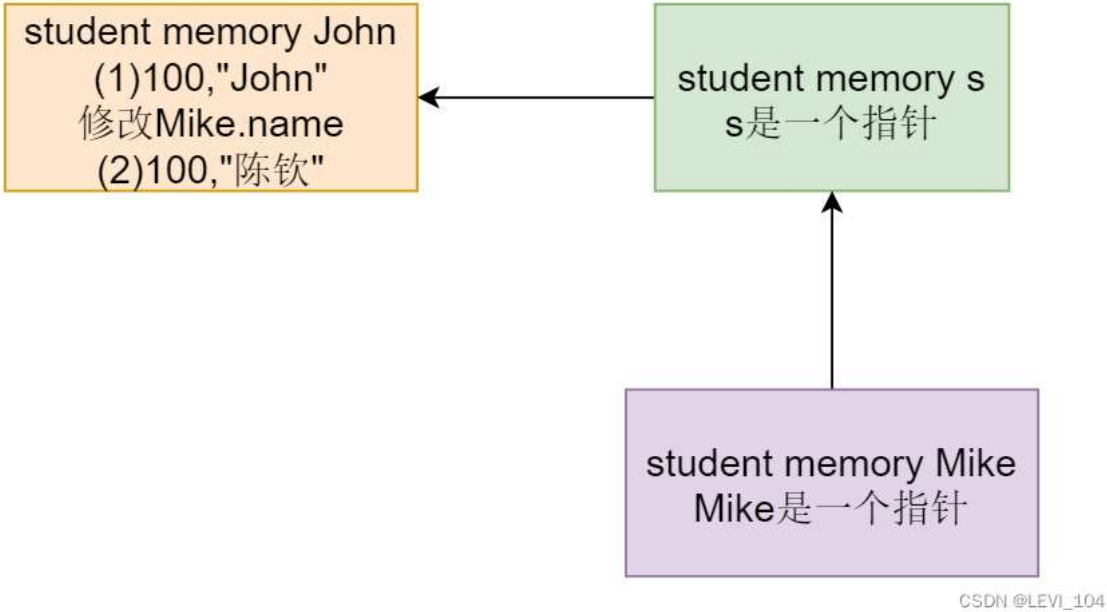 student memory John
(1)100,"John"
修改Mike.name
(2)100,"陈钦"
student memory s
s是一个指针
student memory Mike
Mike是一个指针
CSDN @LEVI_104